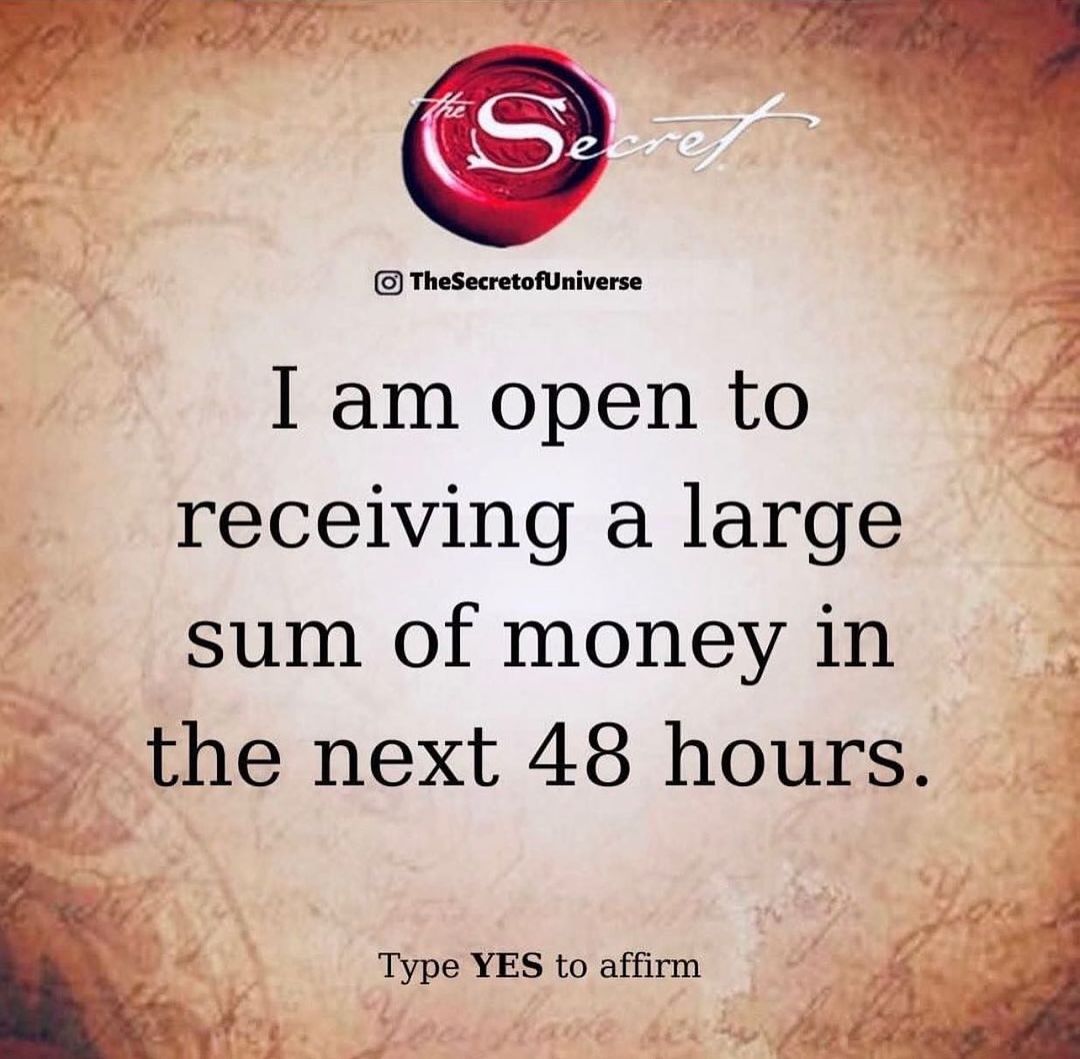 the Secret
TheSecretofUniverse
I am open to
receiving a large
sum of money in
the next 48 hours.
Type YES to affirm